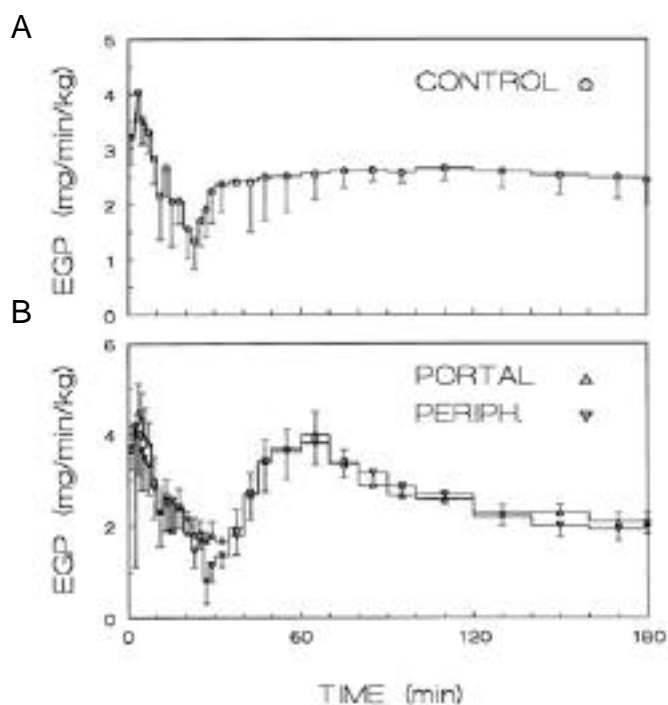 A
5
CONTROL
4
3
2
1
0
EGP (mg/min/kg)
B
6
PORTAL
PERIPH.
4
2
0
EGP (mg/min/kg)
0 60 120 180
TIME (min)